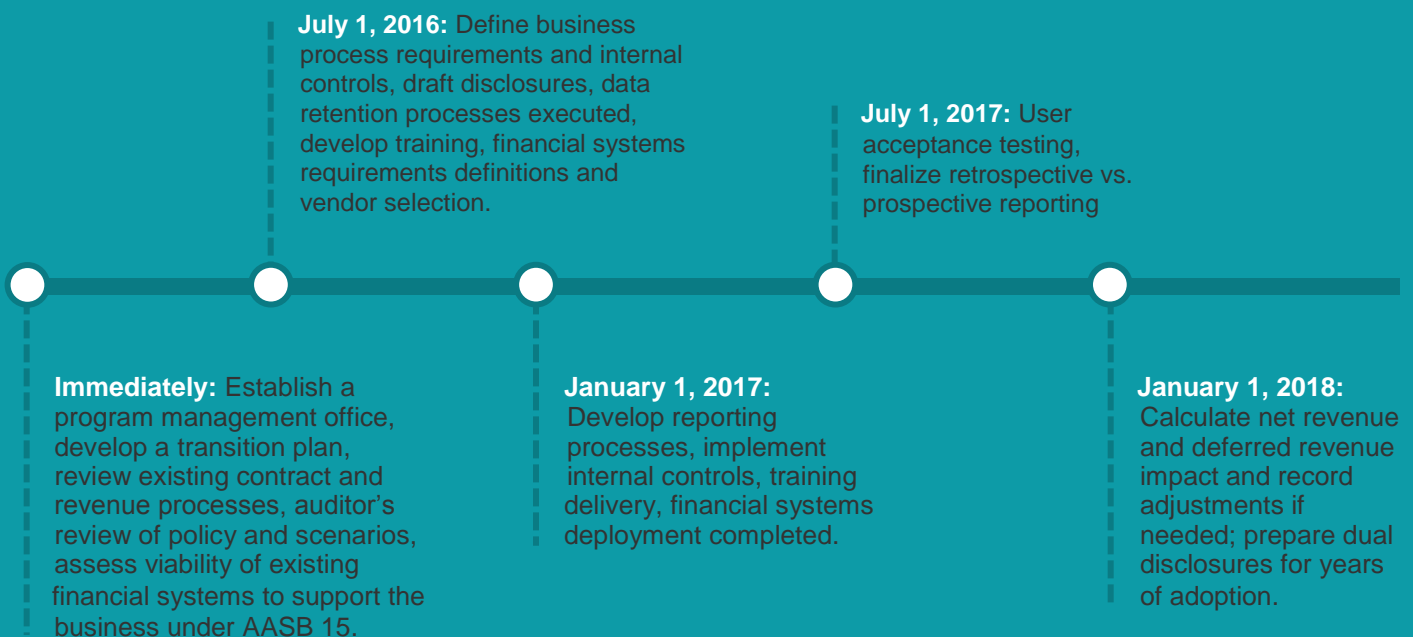 July 1, 2016: Define business
process requirements and internal
controls, draft disclosures, data
retention processes executed,
develop training, financial systems
requirements definitions and
vendor selection.
July 1, 2017: User
acceptance testing,
finalize retrospective vs.
prospective reporting
Immediately: Establish a
program management office,
develop a transition plan,
review existing contract and
revenue processes, auditor’s
review of policy and scenarios,
assess viability of existing
financial systems to support the
business under AASB 15.
January 1, 2017:
Develop reporting
processes, implement
internal controls, training
delivery, financial systems
deployment completed.
January 1, 2018:
Calculate net revenue
and deferred revenue
impact and record
adjustments if
needed; prepare dual
disclosures for years
of adoption.